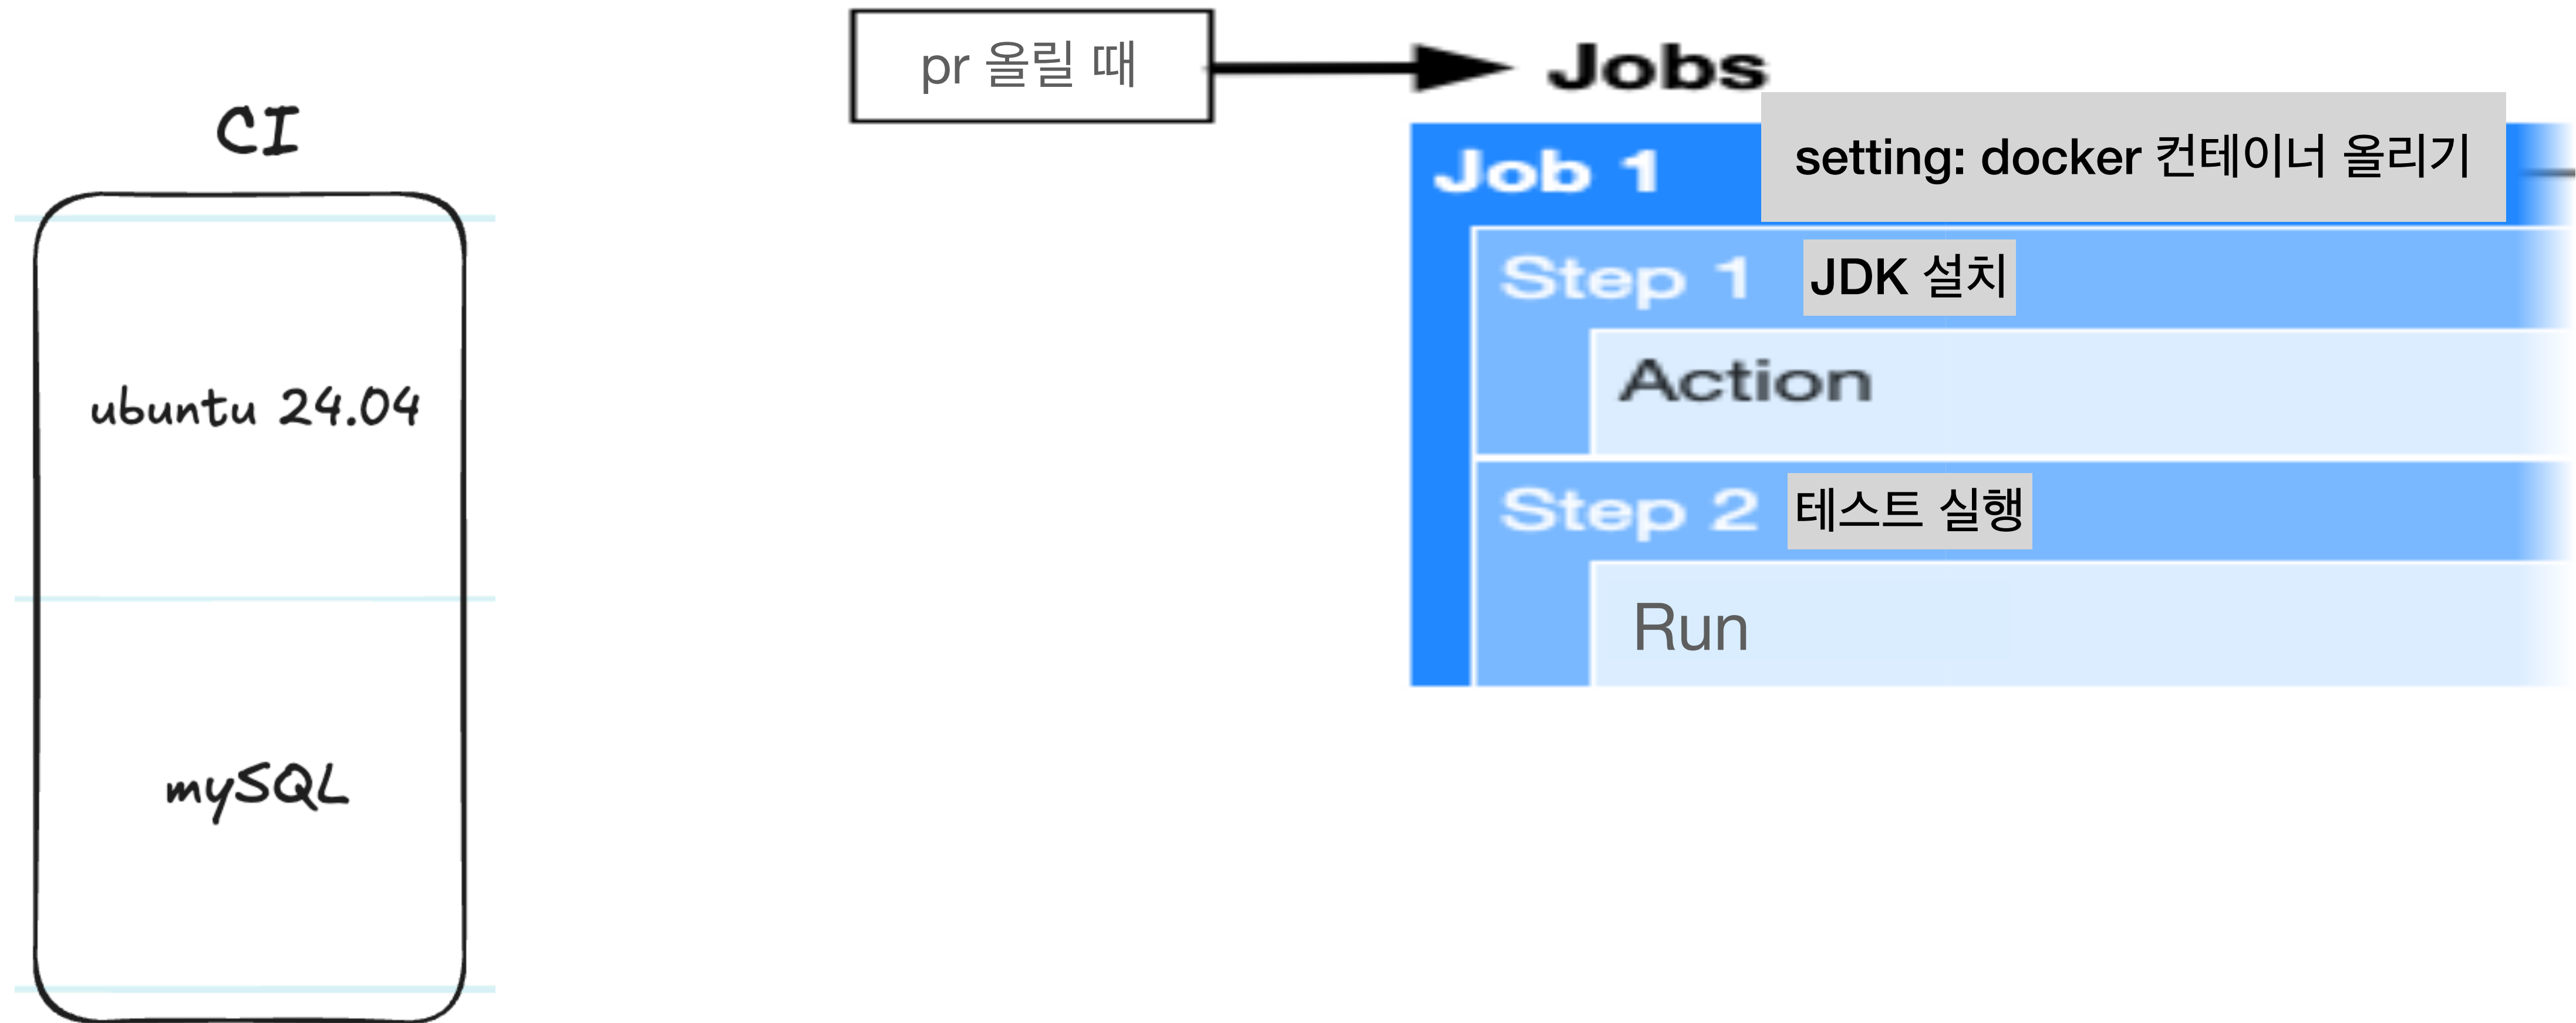 CI
ubuntu 24.04
mySQL
pr 올릴 때
Jobs
Job 1
setting: docker 컨테이너 올리기
Step 1
JDK 설치
Action
Step 2
테스트 실행
Run